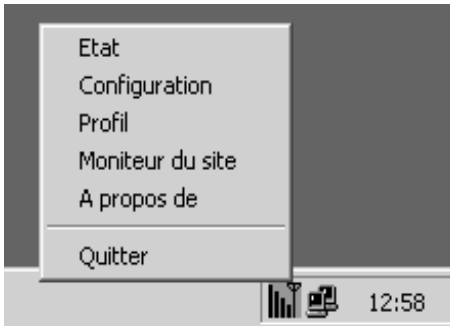 Etat
Configuration
Profil
Moniteur du site
A propos de
Quitter
12:58